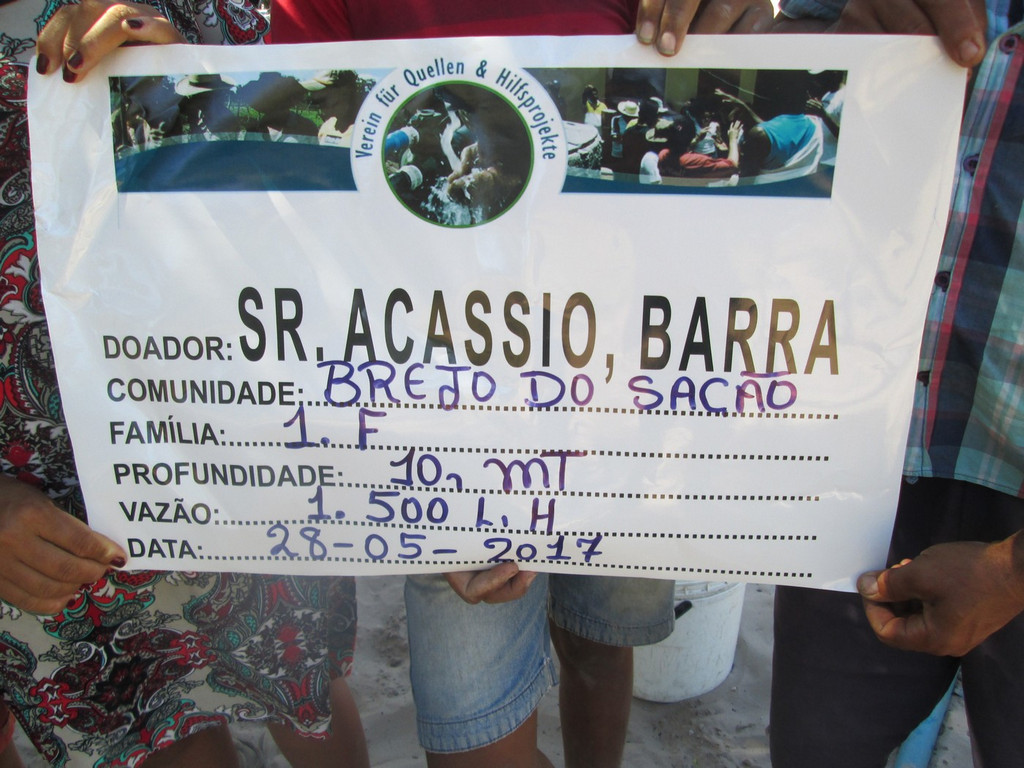 Verein für Quellen & Hilfsprojekte
DOADOR: SR. ACASSIO, BARRA
COMUNIDADE: BREJO DO SACÃO
FAMÍLIA: 1. F
PROFUNDIDADE: 10, MT
VAZÃO: 1. 500 L. H
DATA: 28-05-2017